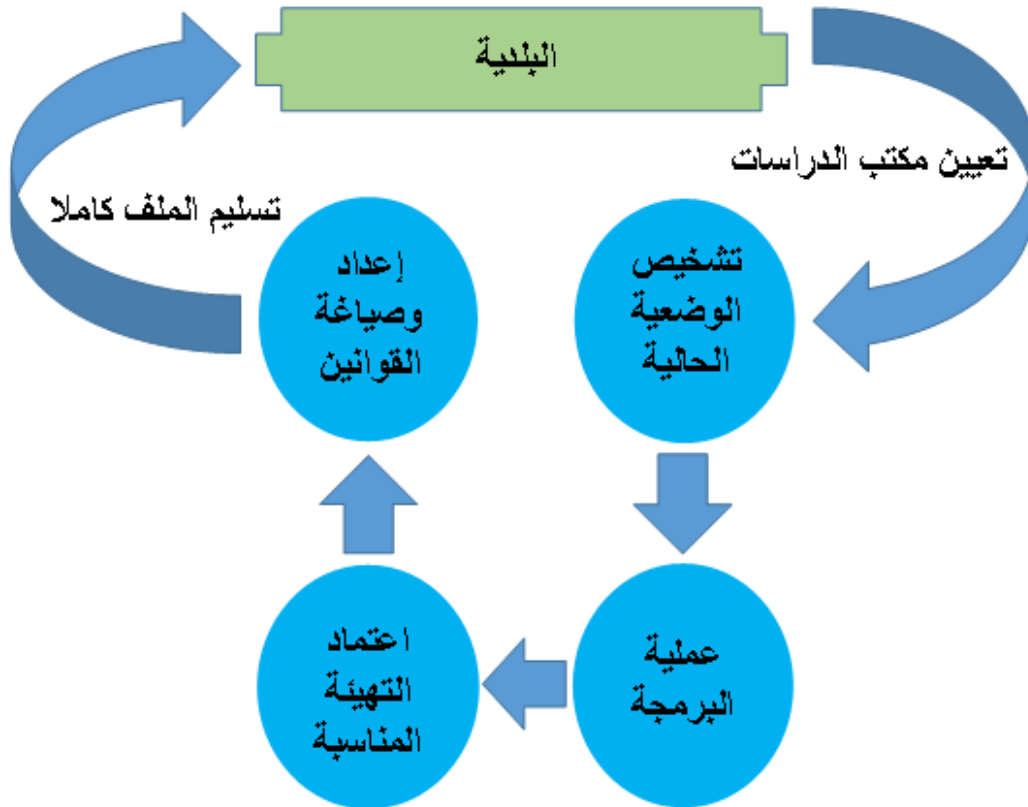 البلدية
تعيين مكتب الدراسات
تسليم الملف كاملا
تشخيص
الوضعية
الحالية
إعداد
وصياغة
القوانين
عملية
البرمجة
اعتماد
التهيئة
المناسبة